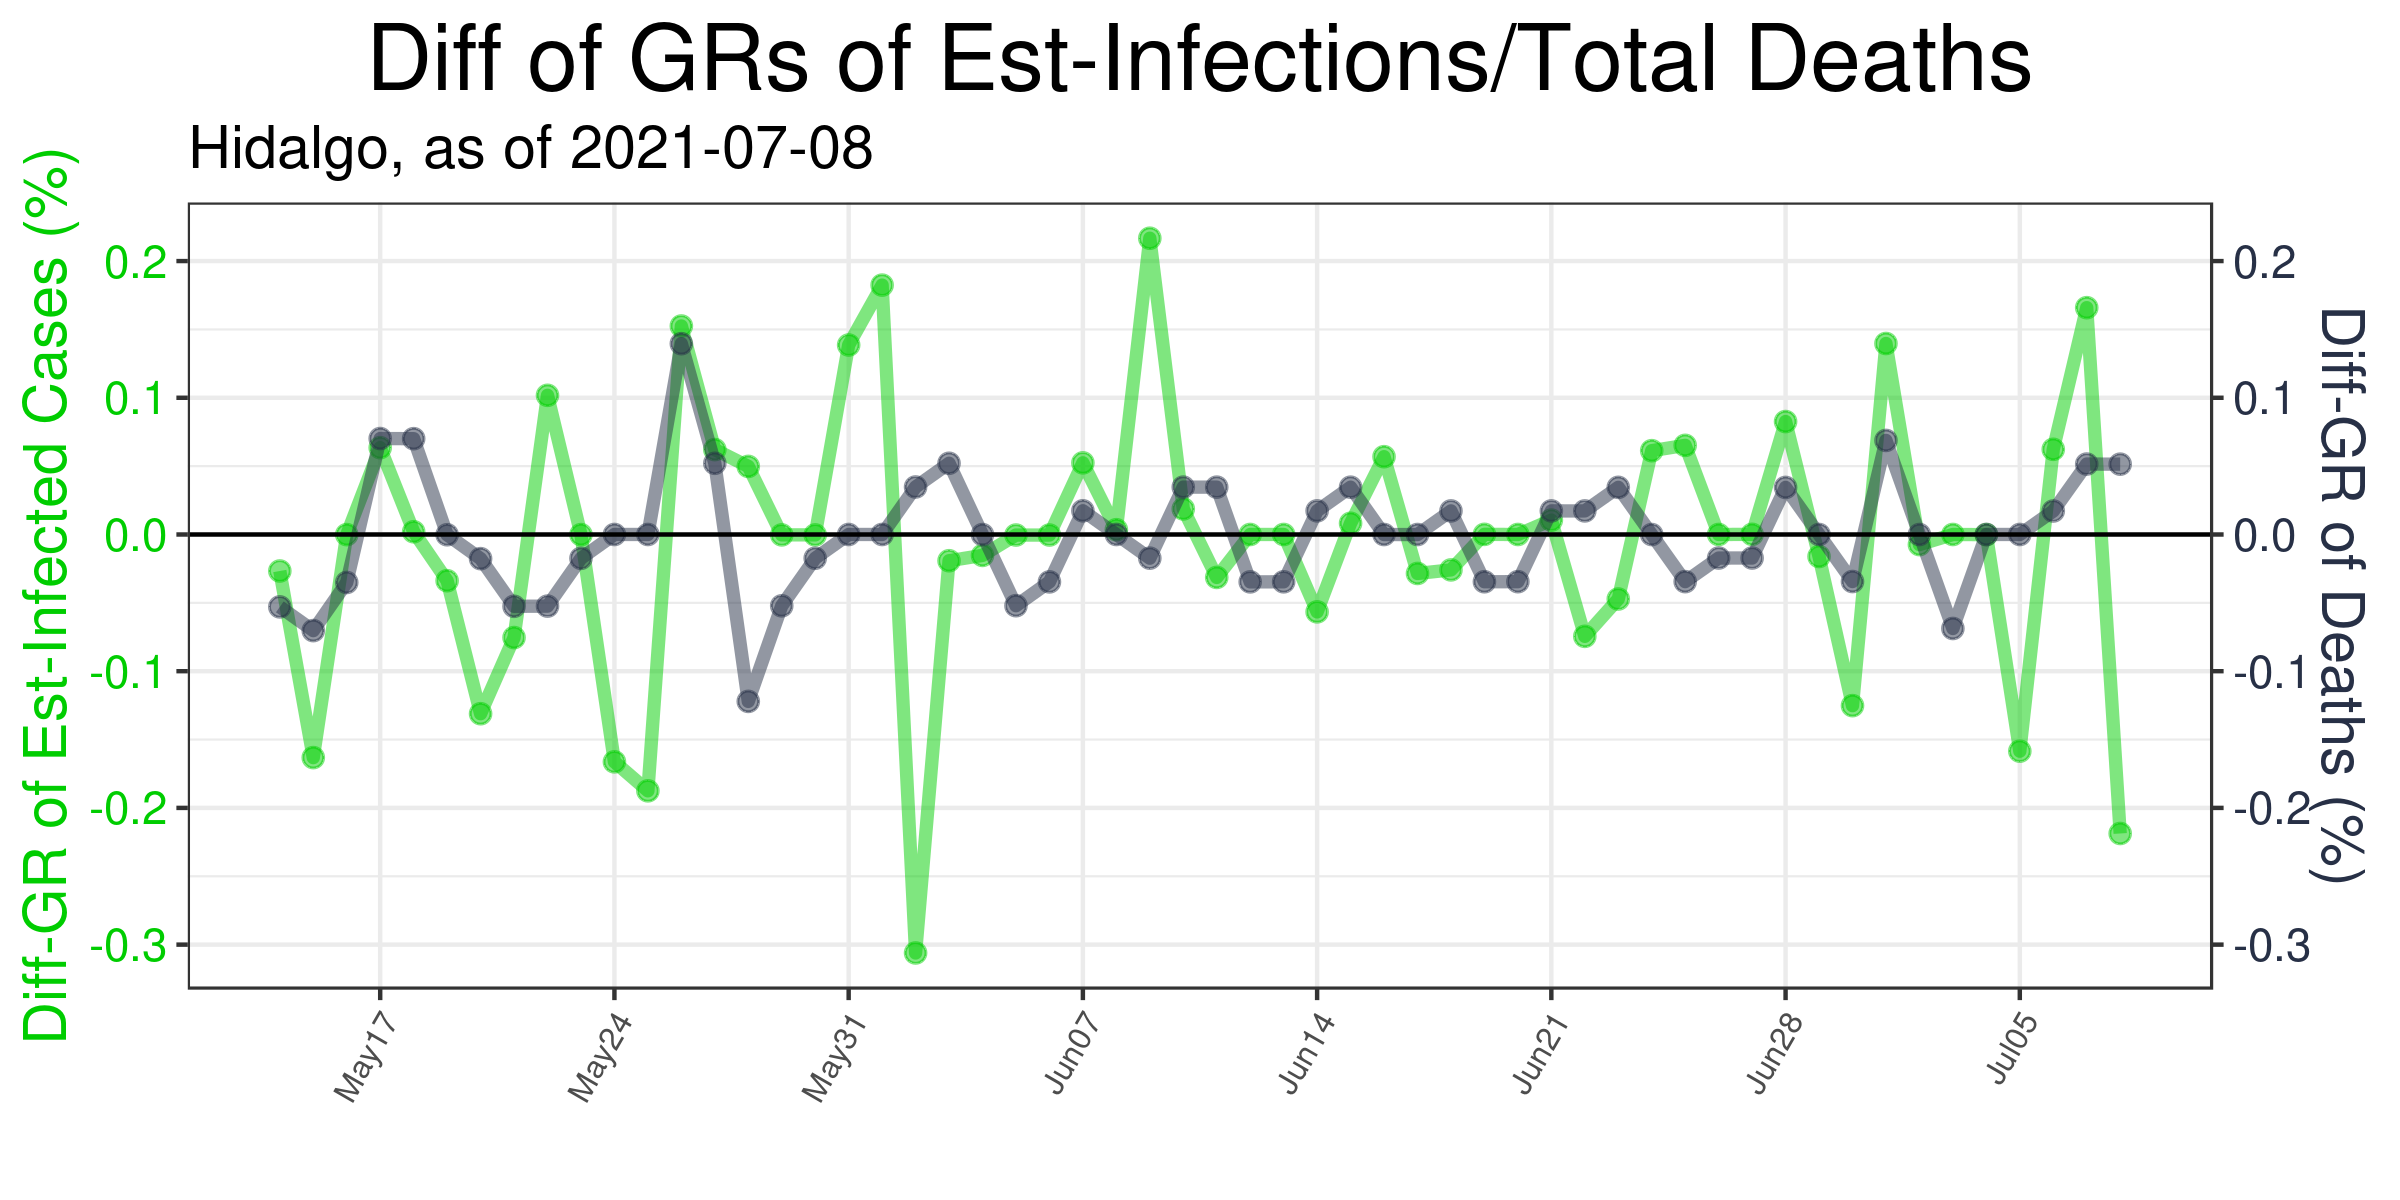 Diff of GRs of Est-Infections/Total Deaths
Hidalgo, as of 2021-07-08
Diff-GR of Est-Infected Cases (%)
0.2
0.1
0.0
-0.1
-0.2
-0.3
0.2
0.1
0.0
-0.1
-0.2
-0.3
Diff-GR of Deaths (%)
May17
May24
May31
Jun07
Jun14
Jun21
Jun28
Jul05